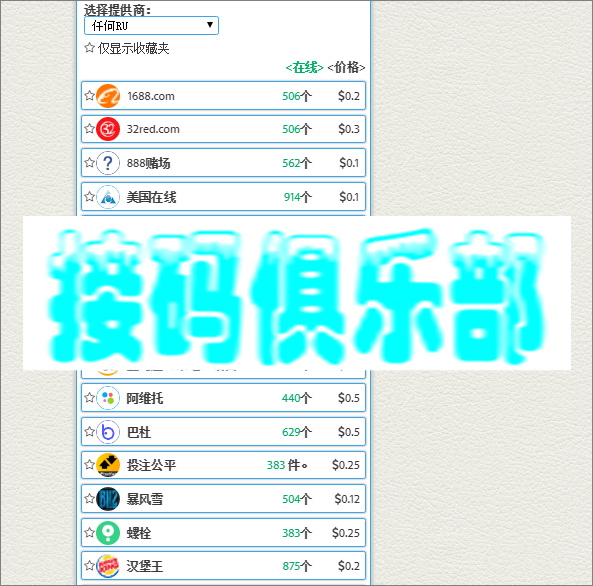 选择提供商：
任何RU
仅显示收藏夹
<在线> <价格>
1688.com 506个 $0.2
32red.com 506个 $0.3
888赌场 562个 $0.1
美国在线 914个 $0.1
接码俱乐部
阿维托 440个 $0.5
巴杜 629个 $0.5
投注公平 383 件。 $0.25
暴风雪 504个 $0.12
螺栓 383个 $0.25
汉堡王 875个 $0.2